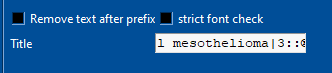 Remove text after prefix strict font check
Title l mesothelioma|3::